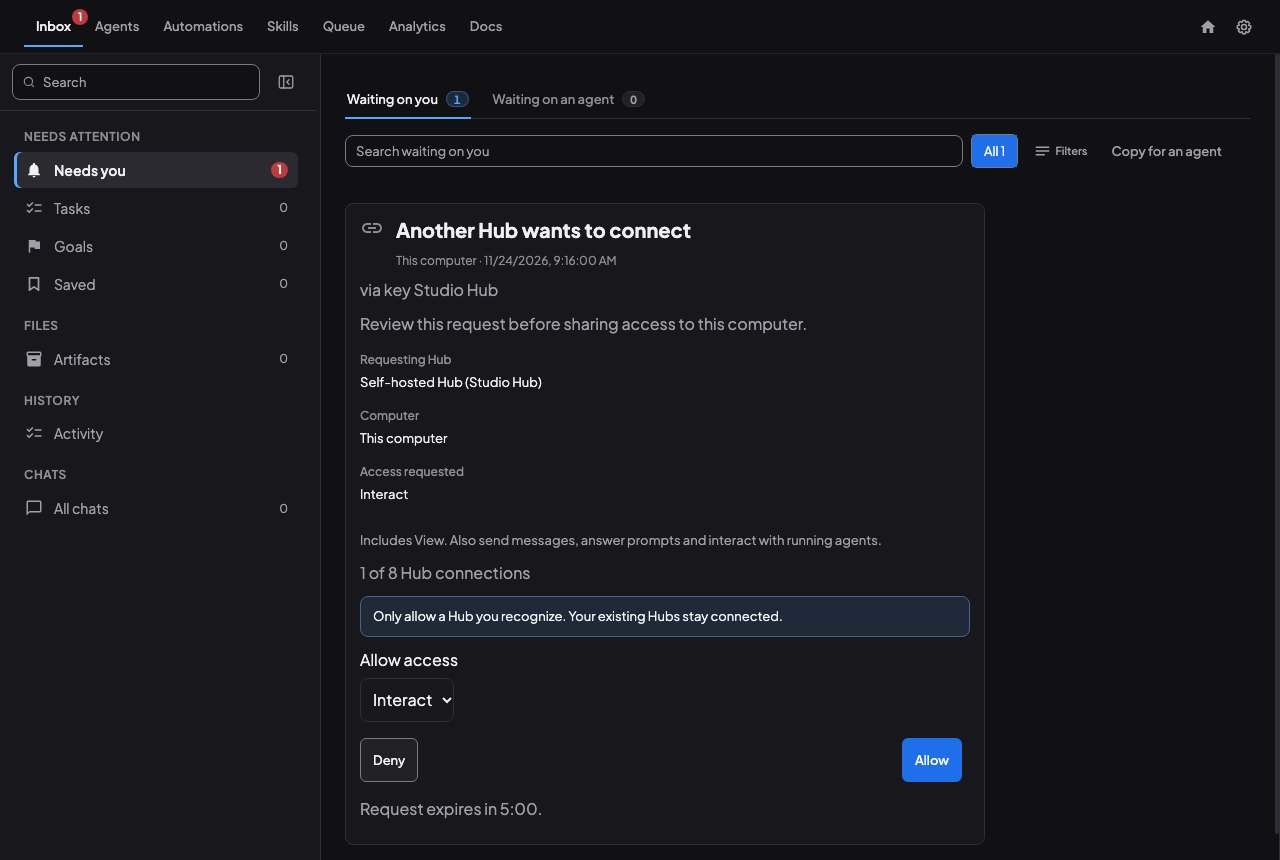 Inbox 1
Agents
Automations
Skills
Queue
Analytics
Docs
Search
NEEDS ATTENTION
Needs you 1
Tasks 0
Goals 0
Saved 0
FILES
Artifacts 0
HISTORY
Activity
CHATS
All chats 0
Waiting on you 1
Waiting on an agent 0
Search waiting on you
All 1
Filters
Copy for an agent
Another Hub wants to connect
This computer · 11/24/2026, 9:16:00 AM
via key Studio Hub
Review this request before sharing access to this computer.
Requesting Hub
Self-hosted Hub (Studio Hub)
Computer
This computer
Access requested
Interact
Includes View. Also send messages, answer prompts and interact with running agents.
1 of 8 Hub connections
Only allow a Hub you recognize. Your existing Hubs stay connected.
Allow access
Interact
Deny
Allow
Request expires in 5:00.